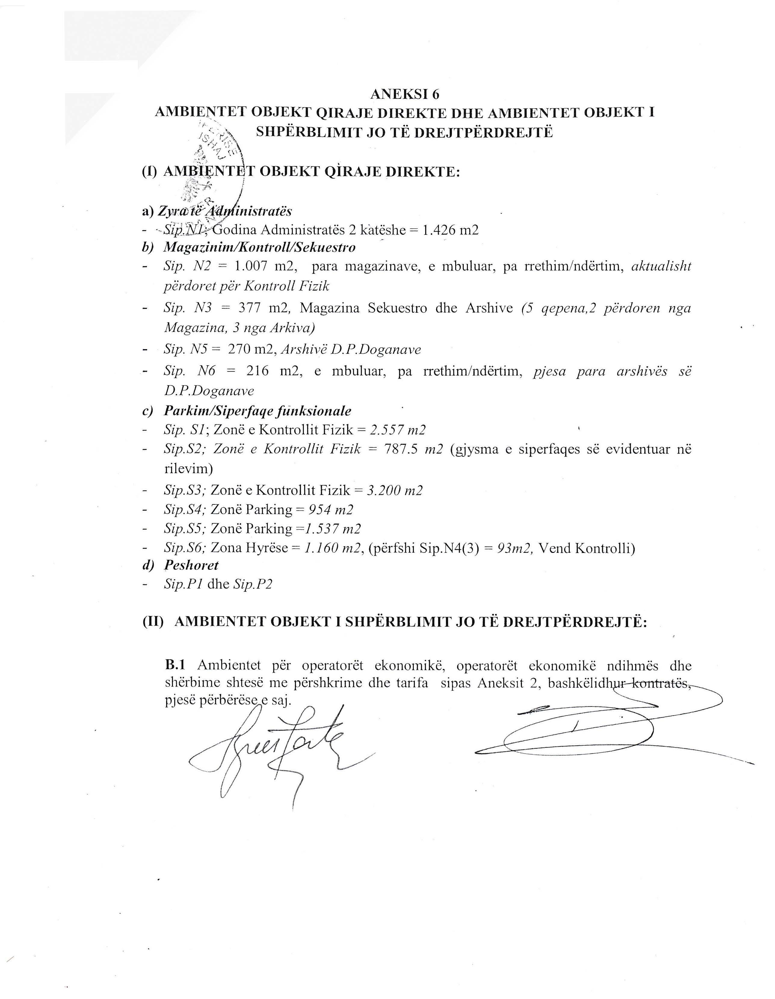 ANEKSI 6
AMBIENTET OBJEKT QIRAJE DIREKTE DHE AMBIENTET OBJEKT I
SHPËRBLIMIT JO TË DREJTPËRDREJTË
(I) AMBIENTET OBJEKT QIRAJE DIREKTE:
a) Zyra të Administratës
- Sip.N1; Godina Administratës 2 katëshe = 1.426 m2
b) Magazinim/Kontroll/Sekuestro
- Sip. N2 = 1.007 m2, para magazinave, e mbuluar, pa rrethim/ndërtim, aktualisht
përdoret për Kontroll Fizik
- Sip. N3 = 377 m2, Magazina Sekuestro dhe Arshive (5 qepena,2 përdoren nga
Magazina, 3 nga Arkiva)
- Sip. N5 = 270 m2, Arshivë D.P.Doganave
- Sip. N6 = 216 m2, e mbuluar, pa rrethim/ndërtim, pjesa para arshivës së
D.P.Doganave
c) Parkim/Siperfaqe funksionale
- Sip. S1; Zonë e Kontrollit Fizik = 2.557 m2
- Sip.S2; Zonë e Kontrollit Fizik = 787.5 m2 (gjysma e siperfaqes së evidentuar në
rilevim)
- Sip.S3; Zonë e Kontrollit Fizik = 3.200 m2
- Sip.S4; Zonë Parking = 954 m2
- Sip.S5; Zonë Parking =1.537 m2
- Sip.S6; Zona Hyrëse = 1.160 m2, (përfshi Sip.N4(3) = 93m2, Vend Kontrolli)
d) Peshoret
- Sip.P1 dhe Sip.P2
(II) AMBIENTET OBJEKT I SHPËRBLIMIT JO TË DREJTPËRDREJTË:
B.1 Ambientet për operatorët ekonomikë, operatorët ekonomikë ndihmës dhe
shërbime shtesë me përshkrime dhe tarifa sipas Aneksit 2, bashkëlidhur kontratës,
pjesë përbërëse e saj.